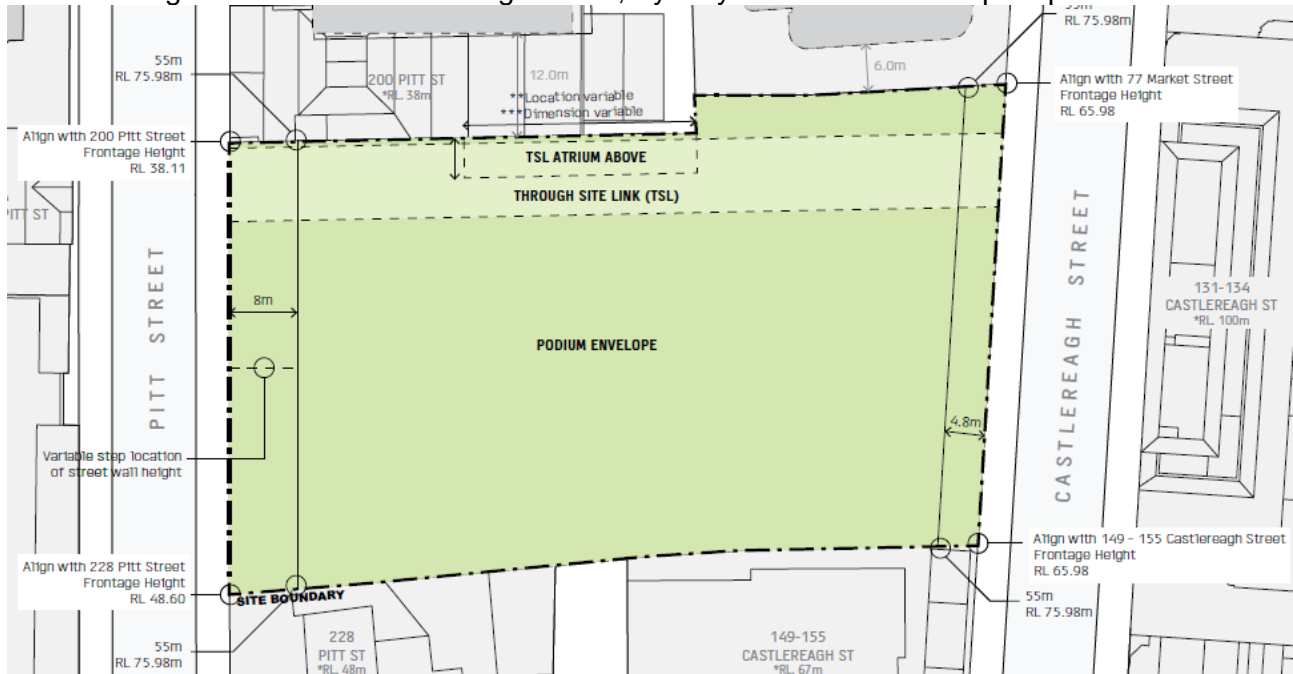 55m
RL 75.98m
200 PITT ST
*RL. 38m
12.0m
**Location variable
***Dimension variable
6.0m
RL 75.98m
Align with 77 Market Street
Frontage Height
RL 65.98
Align with 200 Pitt Street
Frontage Height
RL 38.11
TSL ATRIUM ABOVE
THROUGH SITE LINK (TSL)
PITT ST
PITT STREET
8m
PODIUM ENVELOPE
CASTLEREAGH STREET
131-134
CASTLEREAGH ST
*RL. 100m
4.8m
Variable step location
of street wall height
Align with 228 Pitt Street
Frontage Height
RL 48.60
SITE BOUNDARY
Align with 149 - 155 Castlereagh Street
Frontage Height
RL 65.98
55m
RL 75.98m
55m
RL 75.98m
228
PITT ST
*RL. 48m
149-155
CASTLEREAGH ST
*RL. 67m